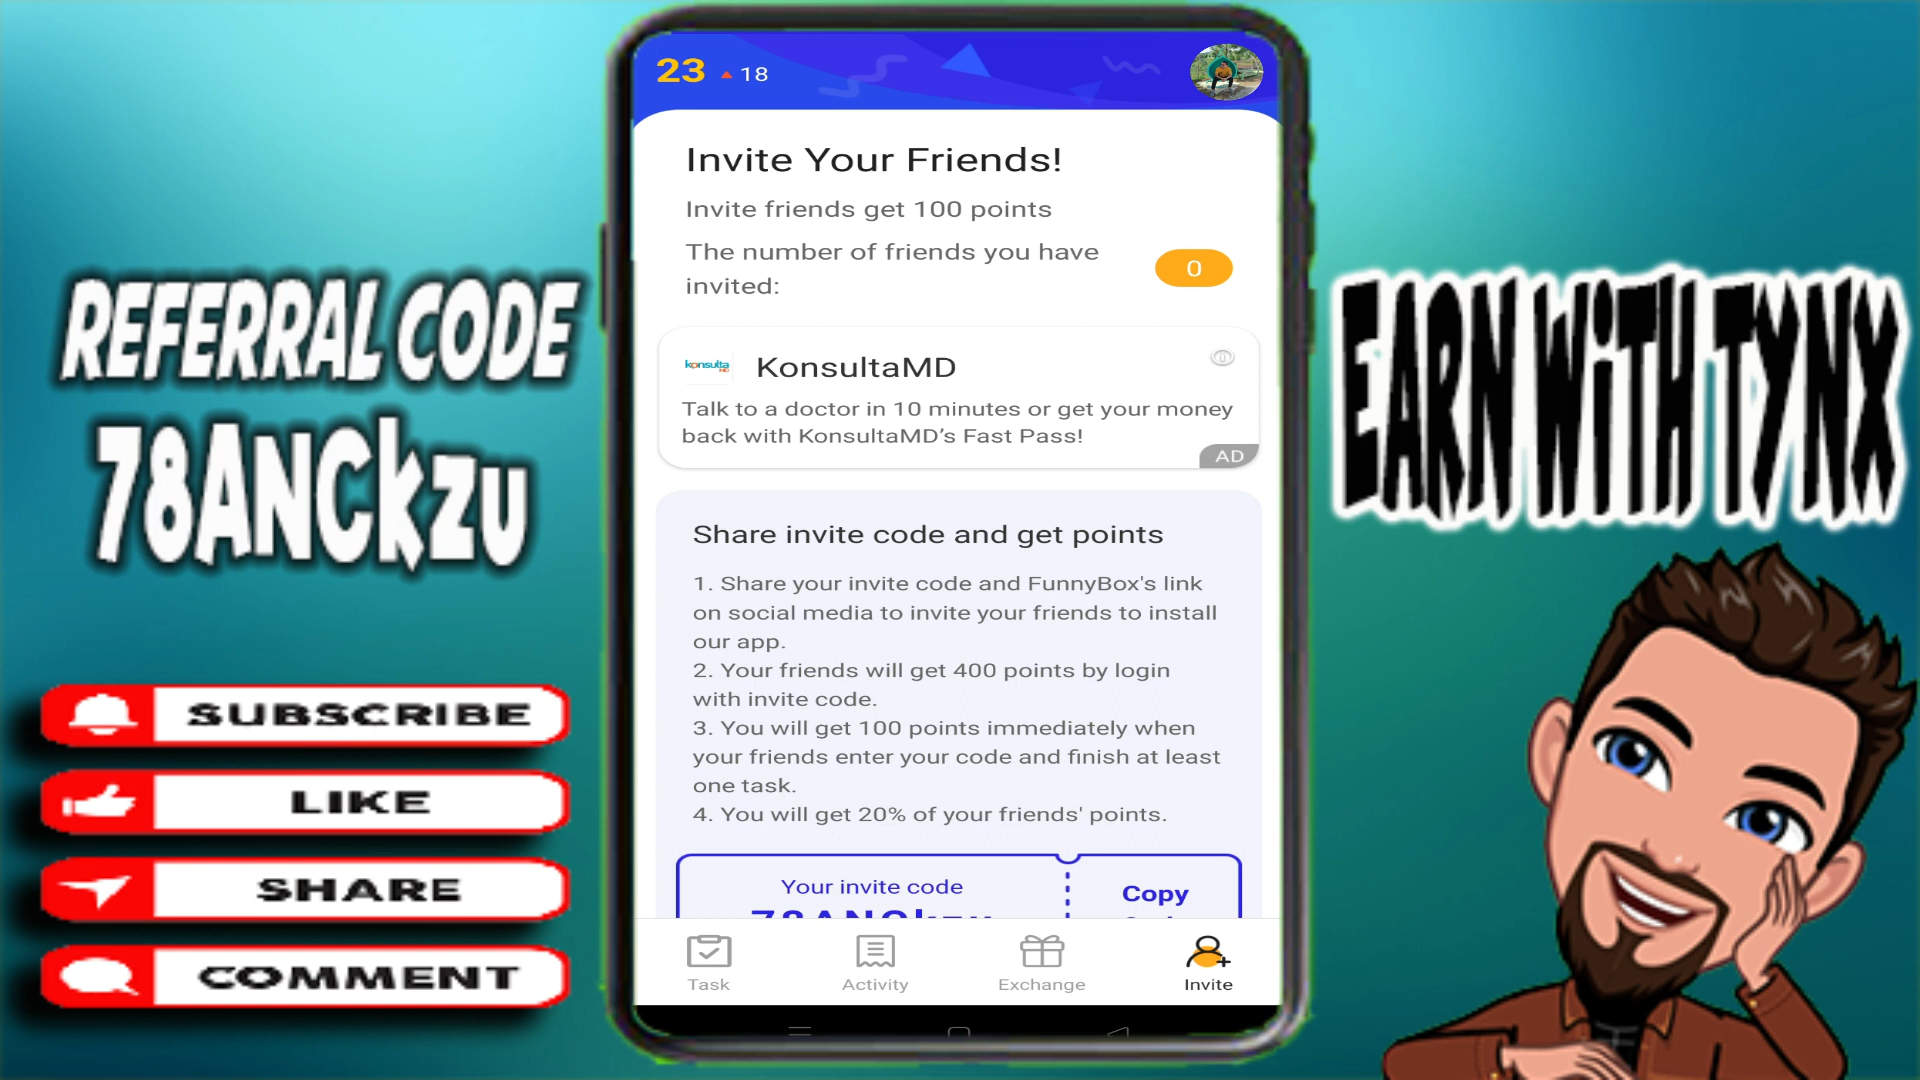 REFERRAL CODE
78ANCkzu
SUBSCRIBE
LIKE
SHARE
COMMENT
23 18
Invite Your Friends!
Invite friends get 100 points
The number of friends you have
invited:
0
konsulta
MD
KonsultaMD
Talk to a doctor in 10 minutes or get your money
back with KonsultaMD’s Fast Pass!
AD
Share invite code and get points
1. Share your invite code and FunnyBox's link
on social media to invite your friends to install
our app.
2. Your friends will get 400 points by login
with invite code.
3. You will get 100 points immediately when
your friends enter your code and finish at least
one task.
4. You will get 20% of your friends' points.
Your invite code
78ANCkzu
Copy
Task
Activity
Exchange
Invite
EARN WiTH TYNX